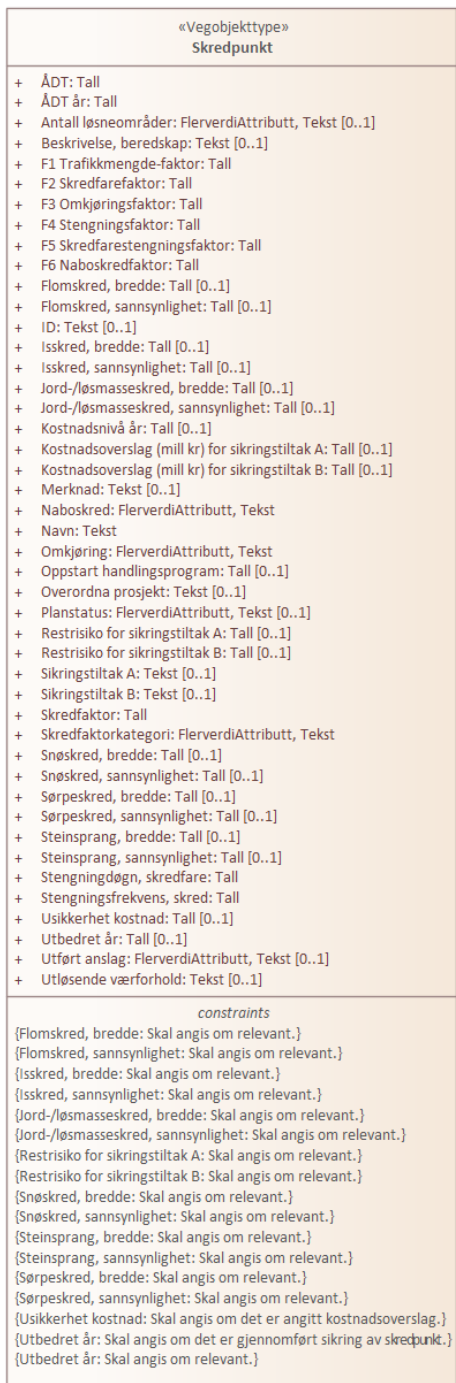 «Vegobjekttype»
Skredpunkt
+ ÅDT: Tall
+ ÅDT år: Tall
+ Antall løsneområder: FlerverdiAttributt, Tekst [0..1]
+ Beskrivelse, beredskap: Tekst [0..1]
+ F1 Trafikkmengde-faktor: Tall
+ F2 Skredfarefaktor: Tall
+ F3 Omkjøringsfaktor: Tall
+ F4 Stengningsfaktor: Tall
+ F5 Skredfarestengningsfaktor: Tall
+ F6 Naboskredfaktor: Tall
+ Flomskred, bredde: Tall [0..1]
+ Flomskred, sannsynlighet: Tall [0..1]
+ ID: Tekst [0..1]
+ Isskred, bredde: Tall [0..1]
+ Isskred, sannsynlighet: Tall [0..1]
+ Jord-/løsmasseskred, bredde: Tall [0..1]
+ Jord-/løsmasseskred, sannsynlighet: Tall [0..1]
+ Kostnadsnivå år: Tall [0..1]
+ Kostnadsoverslag (mill kr) for sikringstiltak A: Tall [0..1]
+ Kostnadsoverslag (mill kr) for sikringstiltak B: Tall [0..1]
+ Merknad: Tekst [0..1]
+ Naboskred: FlerverdiAttributt, Tekst
+ Navn: Tekst
+ Omkjøring: FlerverdiAttributt, Tekst
+ Oppstart handlingsprogram: Tall [0..1]
+ Overordna prosjekt: Tekst [0..1]
+ Planstatus: FlerverdiAttributt, Tekst [0..1]
+ Restrisiko for sikringstiltak A: Tall [0..1]
+ Restrisiko for sikringstiltak B: Tall [0..1]
+ Sikringstiltak A: Tekst [0..1]
+ Sikringstiltak B: Tekst [0..1]
+ Skredfaktor: Tall
+ Skredfaktorkategori: FlerverdiAttributt, Tekst
+ Snøskred, bredde: Tall [0..1]
+ Snøskred, sannsynlighet: Tall [0..1]
+ Sørpeskred, bredde: Tall [0..1]
+ Sørpeskred, sannsynlighet: Tall [0..1]
+ Steinsprang, bredde: Tall [0..1]
+ Steinsprang, sannsynlighet: Tall [0..1]
+ Stengningdøgn, skredfare: Tall
+ Stengningsfrekvens, skred: Tall
+ Usikkerhet kostnad: Tall [0..1]
+ Utbedret år: Tall [0..1]
+ Utført anslag: FlerverdiAttributt, Tekst [0..1]
+ Utløsende værforhold: Tekst [0..1]
constraints
{Flomskred, bredde: Skal angis om relevant.}
{Flomskred, sannsynlighet: Skal angis om relevant.}
{Isskred, bredde: Skal angis om relevant.}
{Isskred, sannsynlighet: Skal angis om relevant.}
{Jord-/løsmasseskred, bredde: Skal angis om relevant.}
{Jord-/løsmasseskred, sannsynlighet: Skal angis om relevant.}
{Restrisiko for sikringstiltak A: Skal angis om relevant.}
{Restrisiko for sikringstiltak B: Skal angis om relevant.}
{Snøskred, bredde: Skal angis om relevant.}
{Snøskred, sannsynlighet: Skal angis om relevant.}
{Steinsprang, bredde: Skal angis om relevant.}
{Steinsprang, sannsynlighet: Skal angis om relevant.}
{Sørpeskred, bredde: Skal angis om relevant.}
{Sørpeskred, sannsynlighet: Skal angis om relevant.}
{Usikkerhet kostnad: Skal angis om det er angitt kostnadsoverslag.}
{Utbedret år: Skal angis om det er gjennomført sikring av skredpunkt.}
{Utbedret år: Skal angis om relevant.}